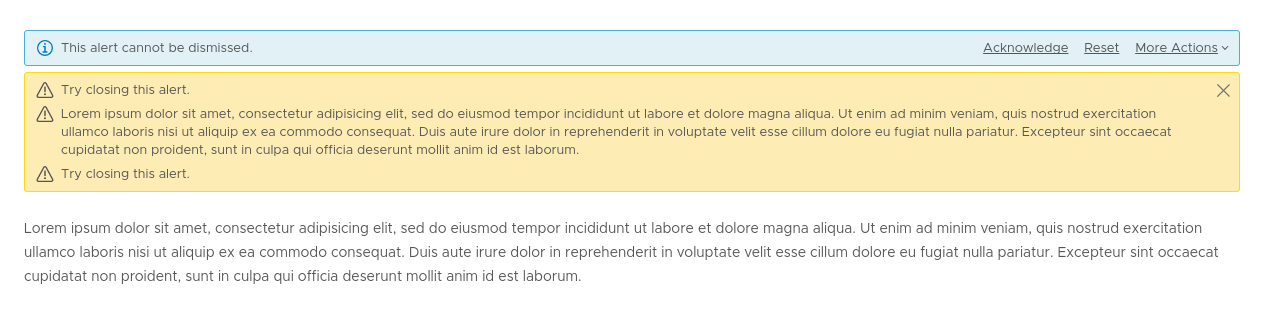 This alert cannot be dismissed.
Acknowledge Reset More Actions
Try closing this alert.
Lorem ipsum dolor sit amet, consectetur adipisicing elit, sed do eiusmod tempor incididunt ut labore et dolore magna aliqua. Ut enim ad minim veniam, quis nostrud exercitation
ullamco laboris nisi ut aliquip ex ea commodo consequat. Duis aute irure dolor in reprehenderit in voluptate velit esse cillum dolore eu fugiat nulla pariatur. Excepteur sint occaecat
cupidatat non proident, sunt in culpa qui officia deserunt mollit anim id est laborum.
Try closing this alert.
Lorem ipsum dolor sit amet, consectetur adipisicing elit, sed do eiusmod tempor incididunt ut labore et dolore magna aliqua. Ut enim ad minim veniam, quis nostrud exercitation
ullamco laboris nisi ut aliquip ex ea commodo consequat. Duis aute irure dolor in reprehenderit in voluptate velit esse cillum dolore eu fugiat nulla pariatur. Excepteur sint occaecat
cupidatat non proident, sunt in culpa qui officia deserunt mollit anim id est laborum.